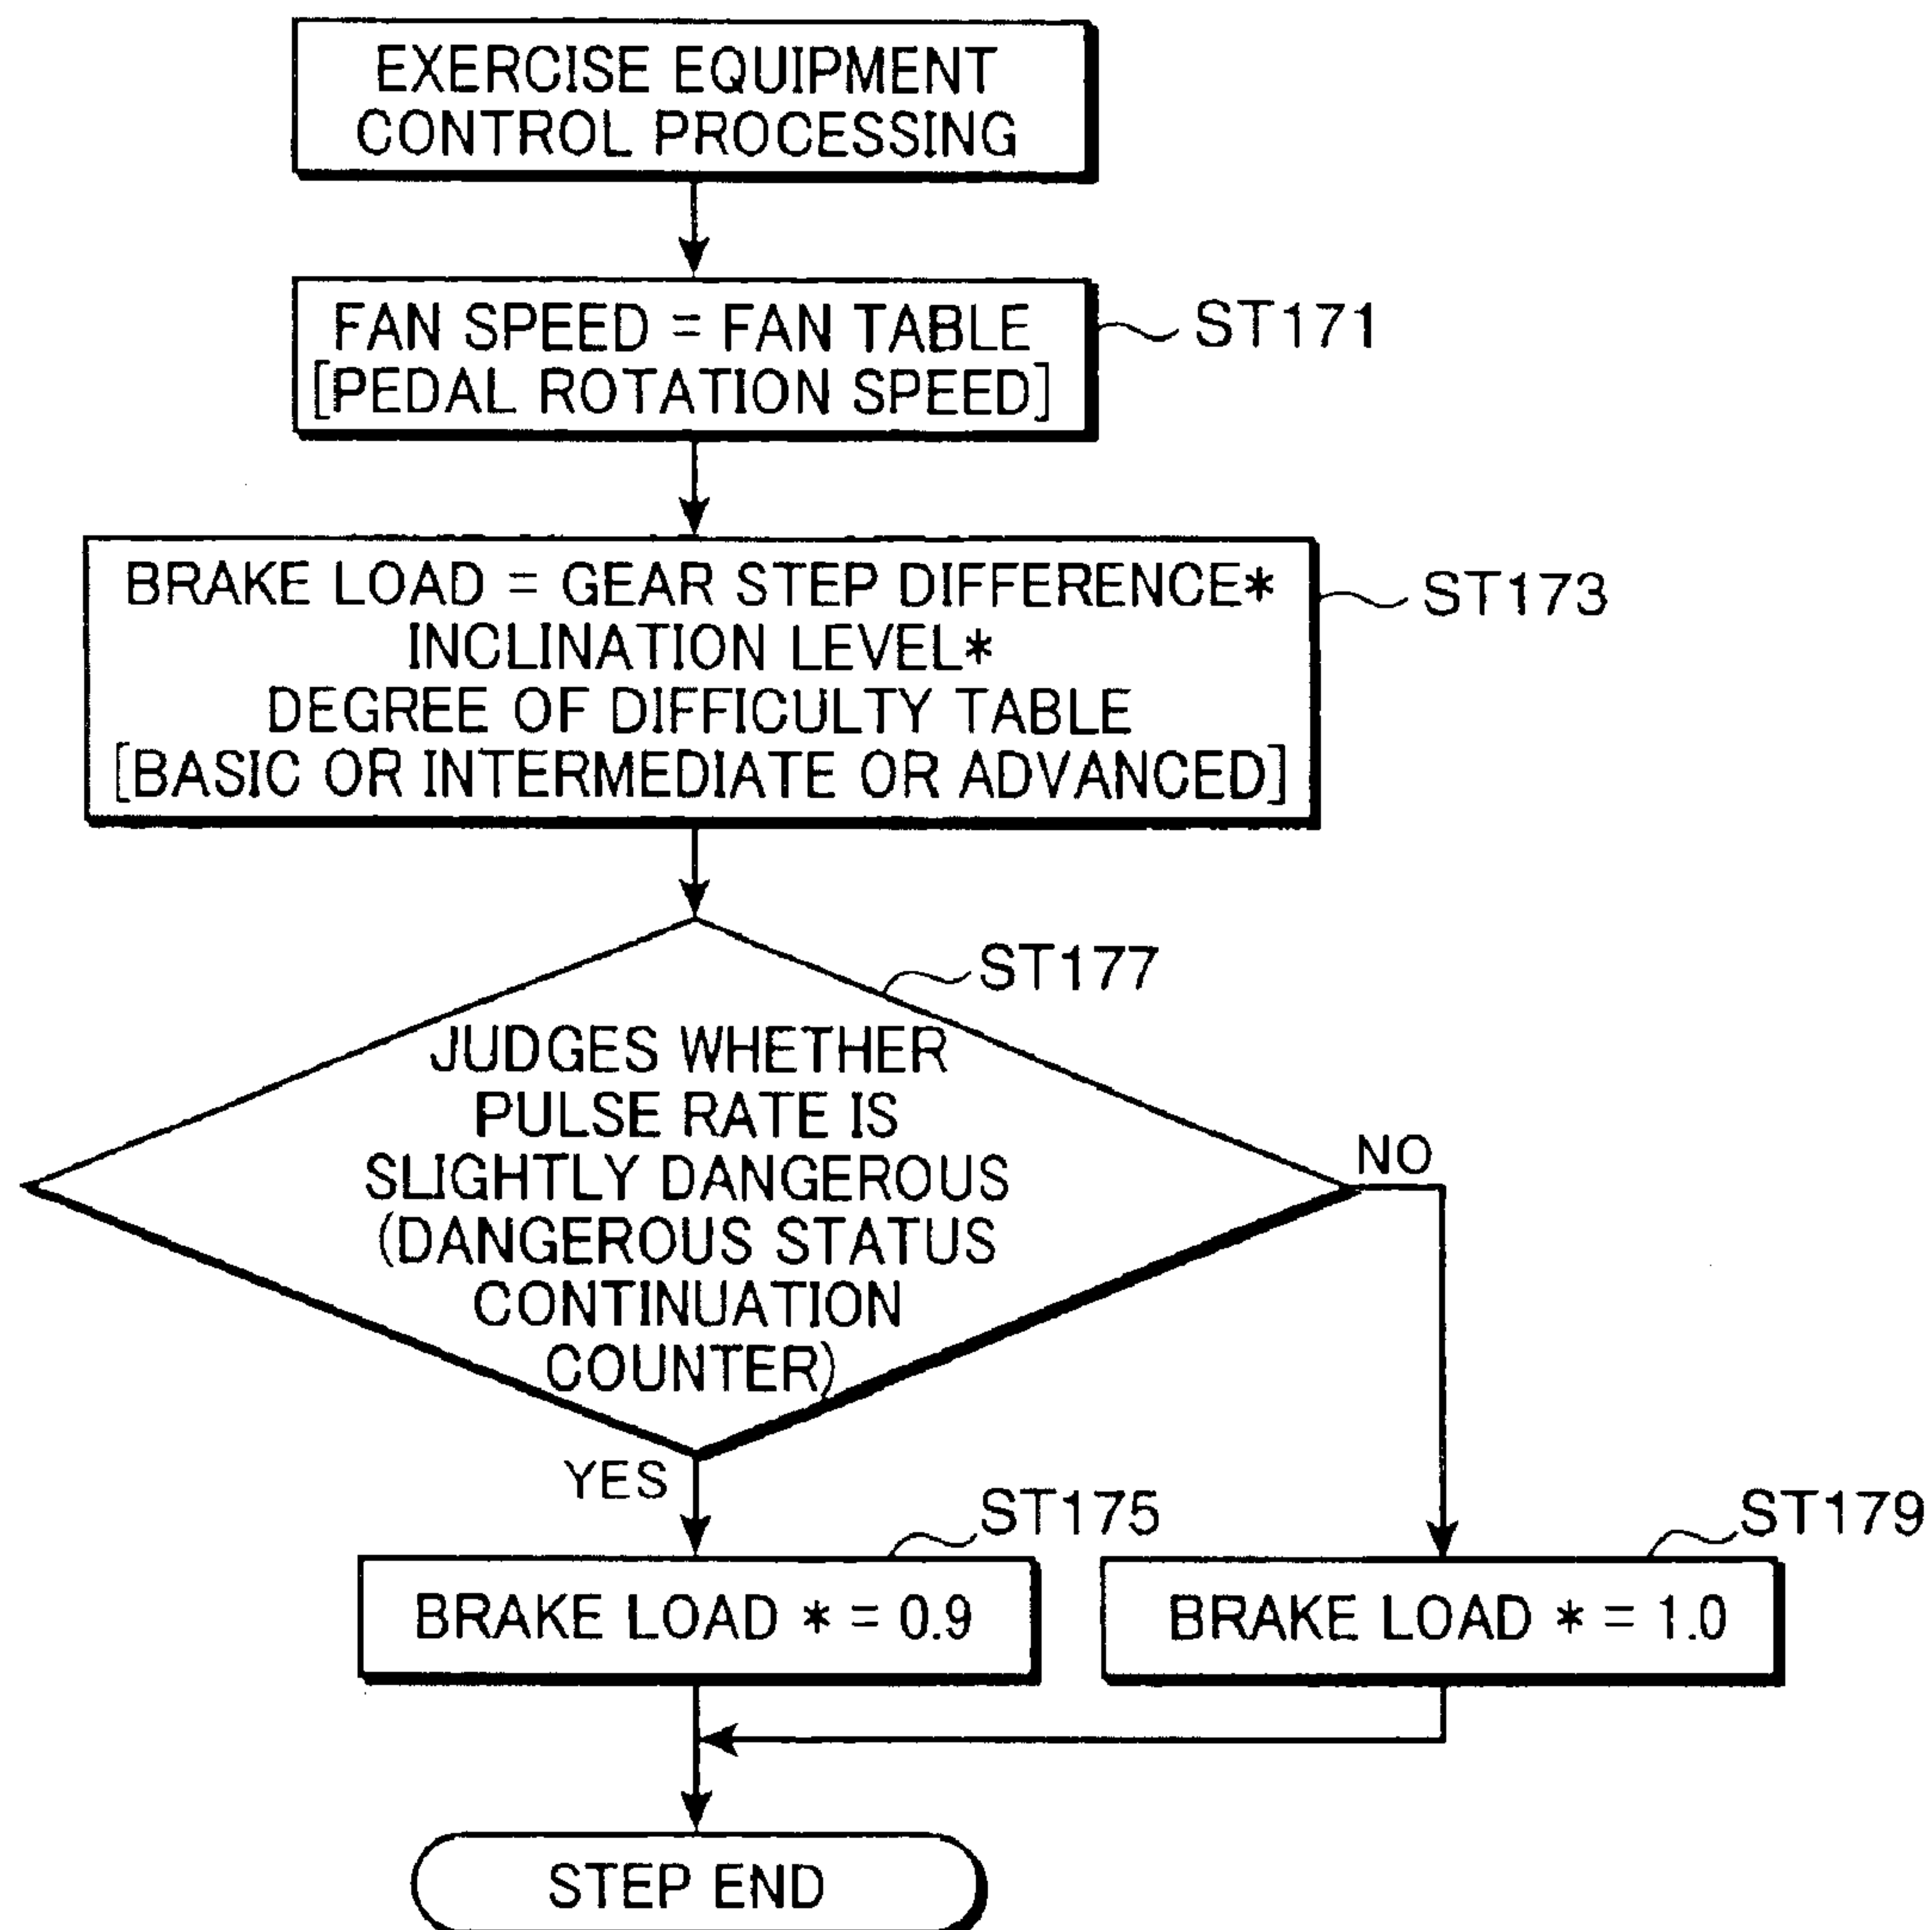 EXERCISE EQUIPMENT
CONTROL PROCESSING
FAN SPEED = FAN TABLE
[PEDAL ROTATION SPEED]
ST171
BRAKE LOAD = GEAR STEP DIFFERENCE*
INCLINATION LEVEL*
DEGREE OF DIFFICULTY TABLE
[BASIC OR INTERMEDIATE OR ADVANCED]
ST173
ST177
JUDGES WHETHER
PULSE RATE IS
SLIGHTLY DANGEROUS
(DANGEROUS STATUS
CONTINUATION
COUNTER)
NO
YES
ST175
BRAKE LOAD * = 0.9
ST179
BRAKE LOAD * = 1.0
STEP END